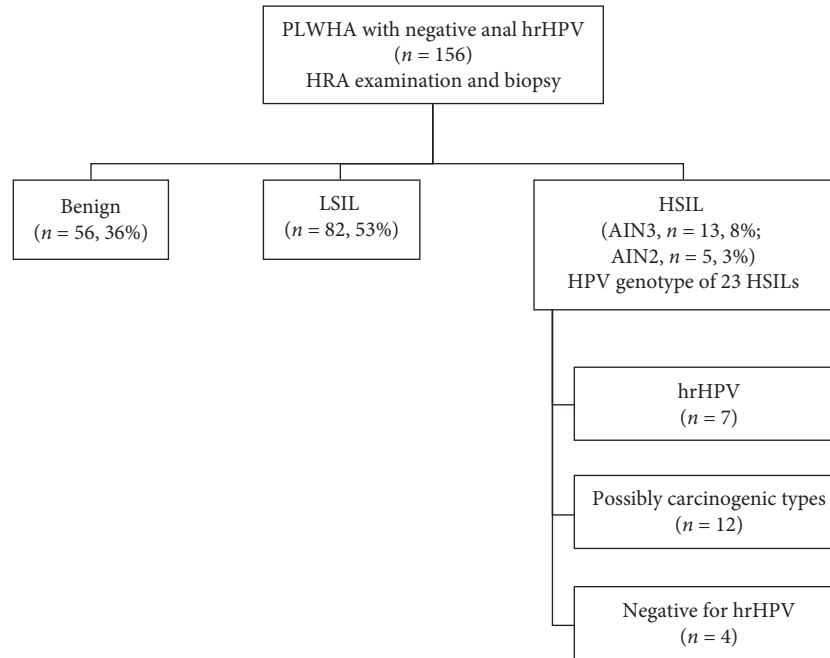 PLWHA with negative anal hrHPV
(n = 156)
HRA examination and biopsy
Benign
(n = 56, 36%)
LSIL
(n = 82, 53%)
HSIL
(AIN3, n = 13, 8%;
AIN2, n = 5, 3%)
HPV genotype of 23 HSILs
hrHPV
(n = 7)
Possibly carcinogenic types
(n = 12)
Negative for hrHPV
(n = 4)